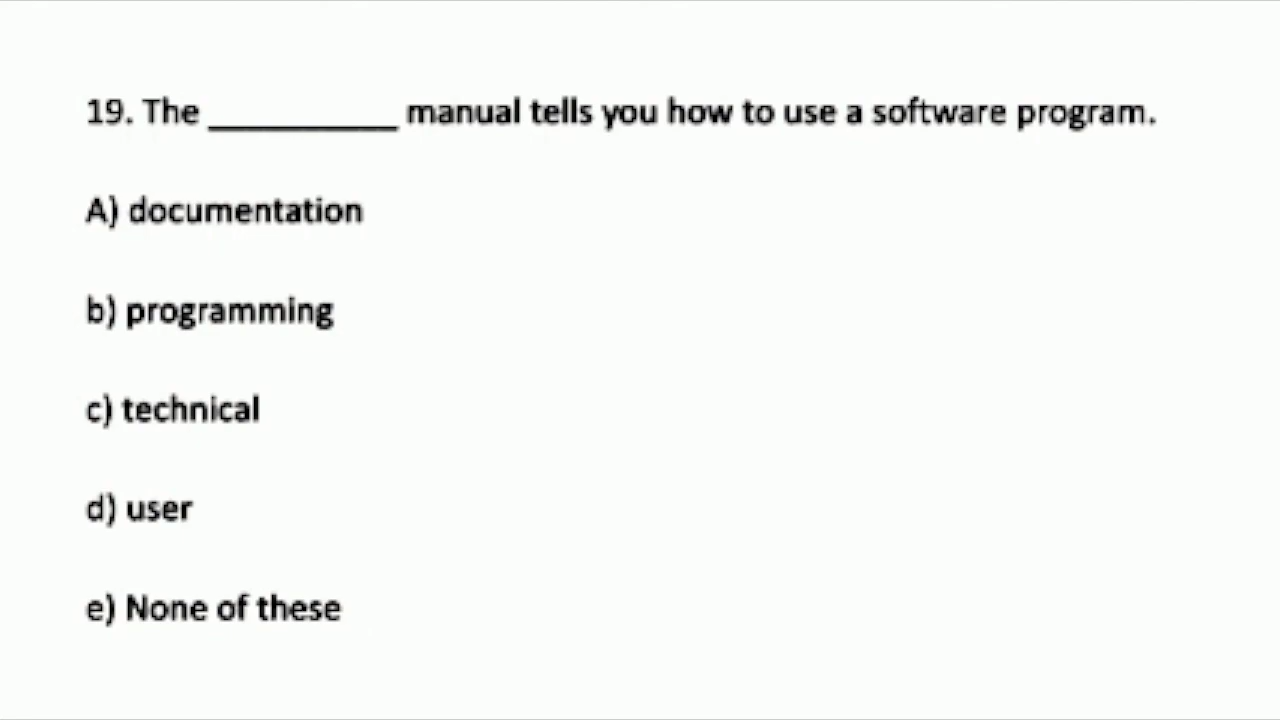 19. The __________ manual tells you how to use a software program.
A) documentation
b) programming
c) technical
d) user
e) None of these